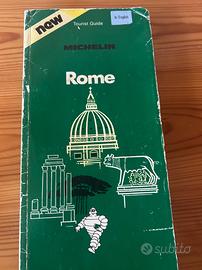 new
Tourist Guide
In English
MICHELIN
Rome
subito